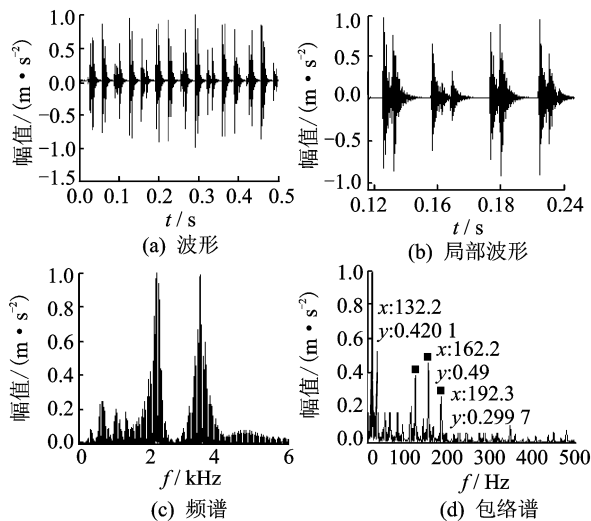 幅值/(m·s⁻²)
1.0
0.5
0.0
−0.5
−1.0
−1.5
0.0 0.1 0.2 0.3 0.4 0.5
t / s
(a) 波形
幅值/(m·s⁻²)
1.0
0.5
0.0
−0.5
−1.0
0.12 0.16 0.18 0.24
t / s
(b) 局部波形
幅值/(m·s⁻²)
1.0
0.8
0.6
0.4
0.2
0 2 4 6
f / kHz
(c) 频谱
幅值/(m·s⁻²)
1.0
0.8
0.6
0.4
0.2
0.0
x:132.2
y:0.420 1
x:162.2
y:0.49
x:192.3
y:0.299 7
0 100 200 300 400 500
f / Hz
(d) 包络谱